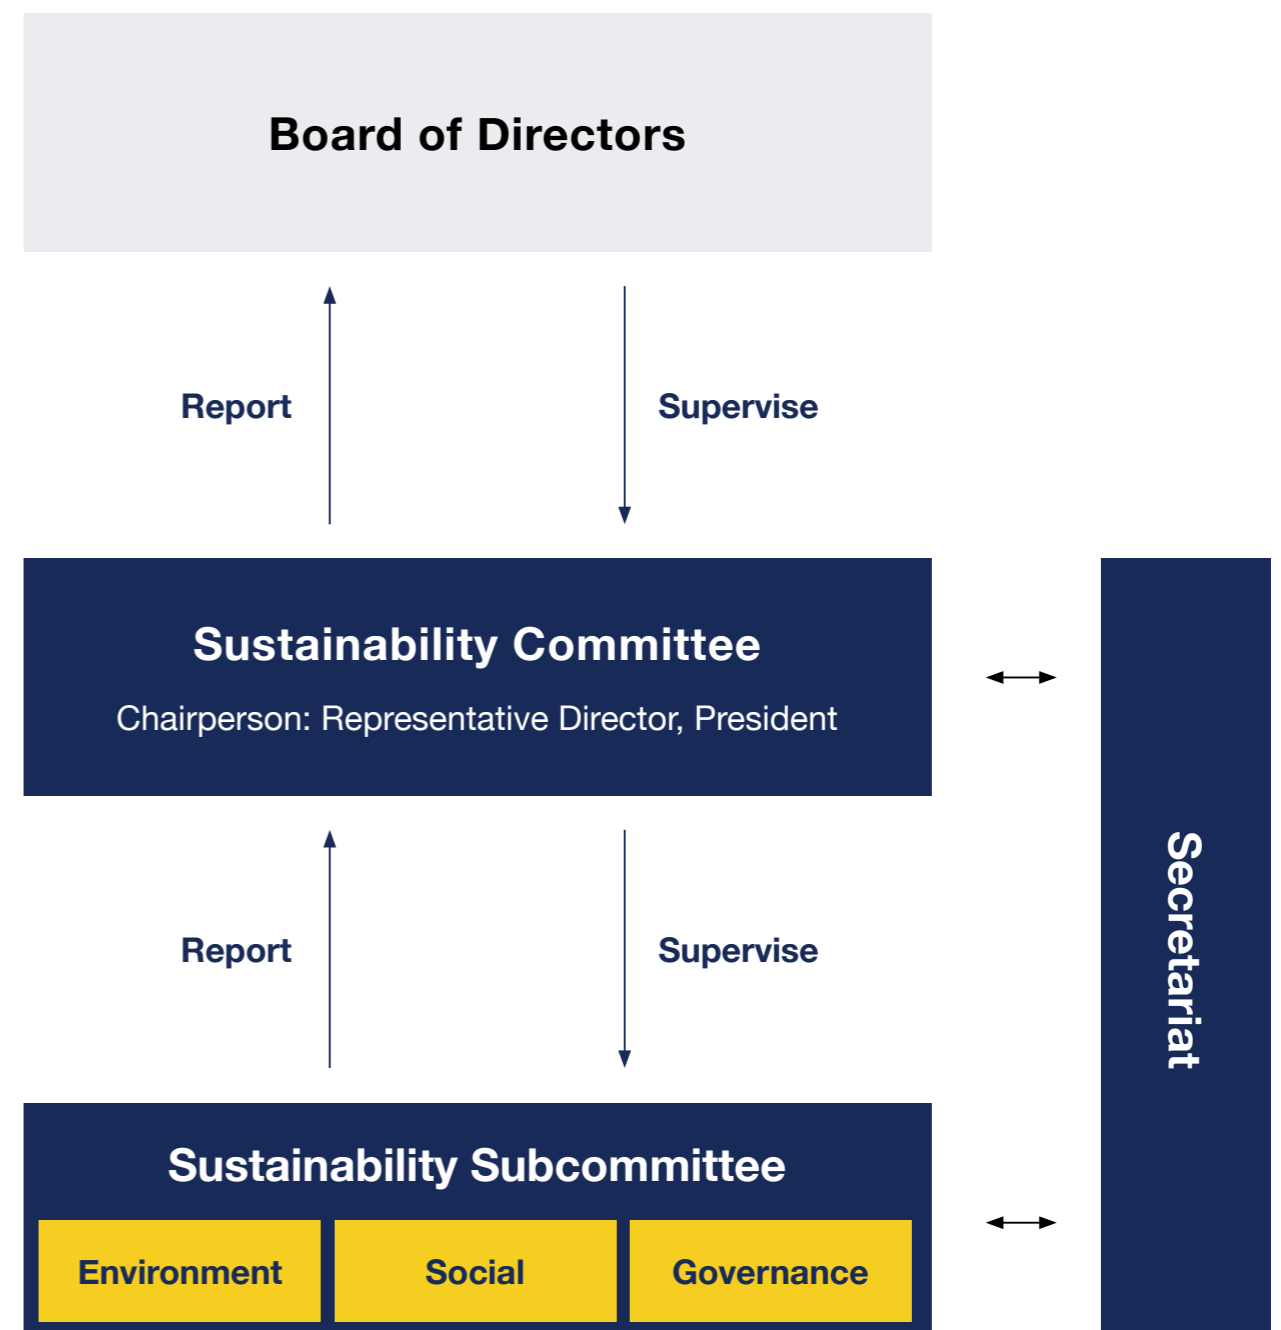 Board of Directors
Report
Supervise
Sustainability Committee
Chairperson: Representative Director, President
Report
Supervise
Secretariat
Sustainability Subcommittee
Environment
Social
Governance